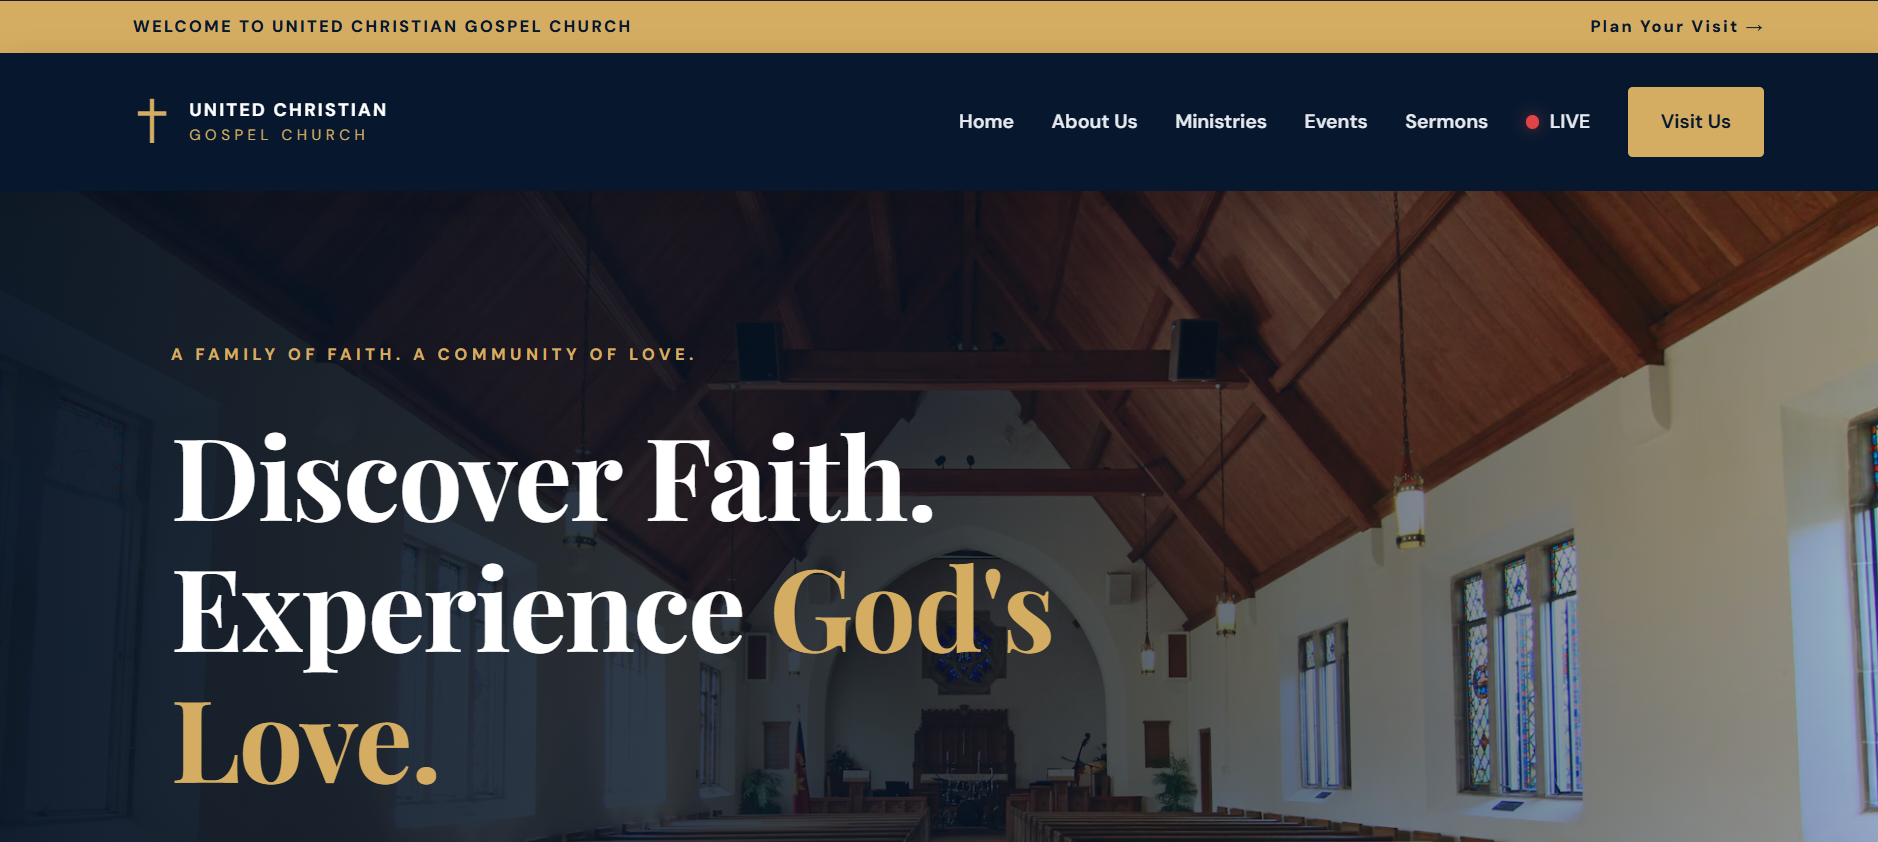 WELCOME TO UNITED CHRISTIAN GOSPEL CHURCH
Plan Your Visit →
UNITED CHRISTIAN
GOSPEL CHURCH
Home
About Us
Ministries
Events
Sermons
LIVE
Visit Us
A FAMILY OF FAITH. A COMMUNITY OF LOVE.
Discover Faith.
Experience God's
Love.